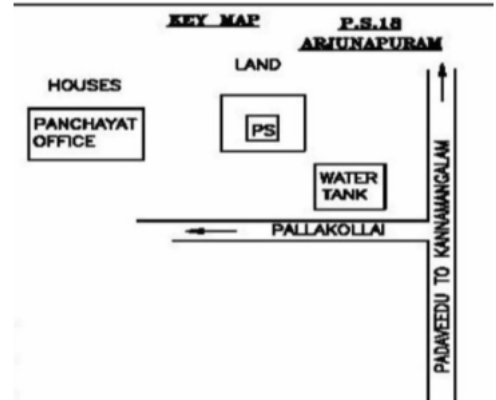 KEY MAP
P.S.18
ARJUNAPURAM
LAND
HOUSES
PANCHAYAT
OFFICE
PS
WATER
TANK
PALLAKOLLAI
PADAVEEDU TO KANNAMANGALAM